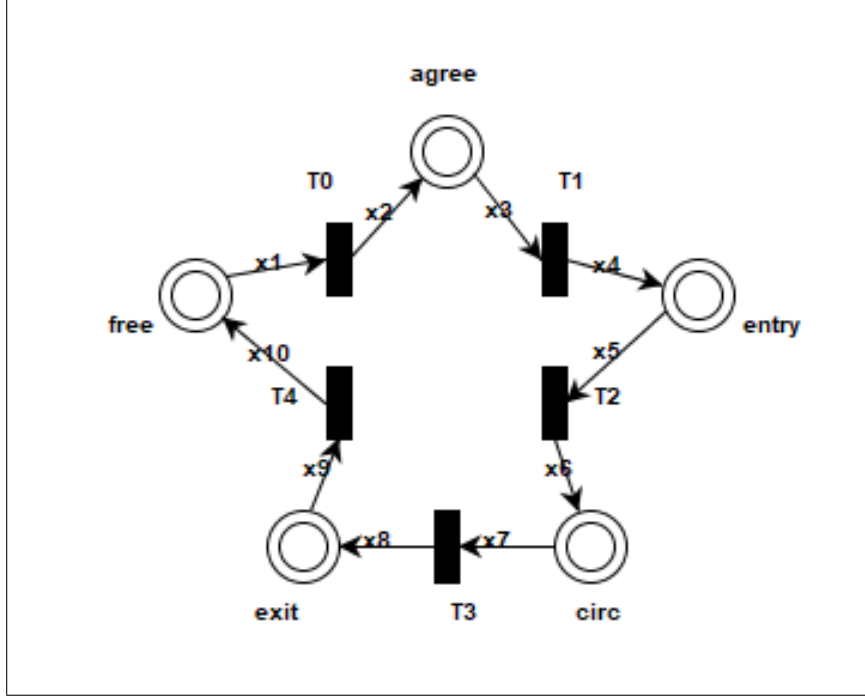 agree
T0
T1
x2
x3
x1
x4
free
entry
x10
x5
T4
T2
x9
x6
x8
x7
exit
T3
circ